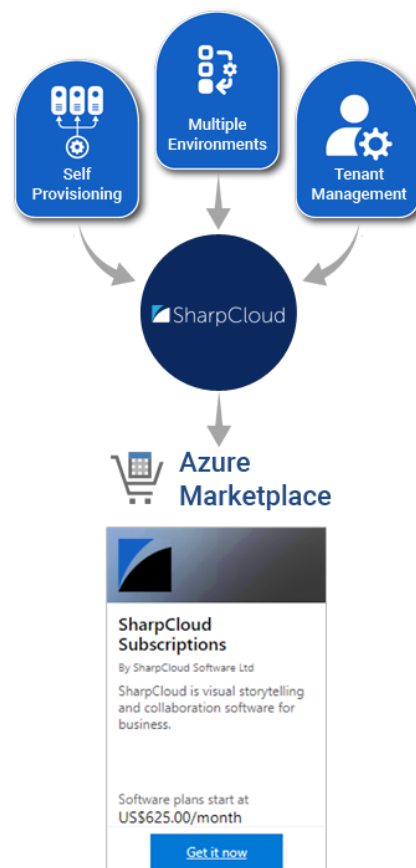 Multiple
Environments
Self
Provisioning
Tenant
Management
SharpCloud
Azure
Marketplace
SharpCloud
Subscriptions
By SharpCloud Software Ltd
SharpCloud is visual storytelling
and collaboration software for
business.
Software plans start at
US$625.00/month
Get it now